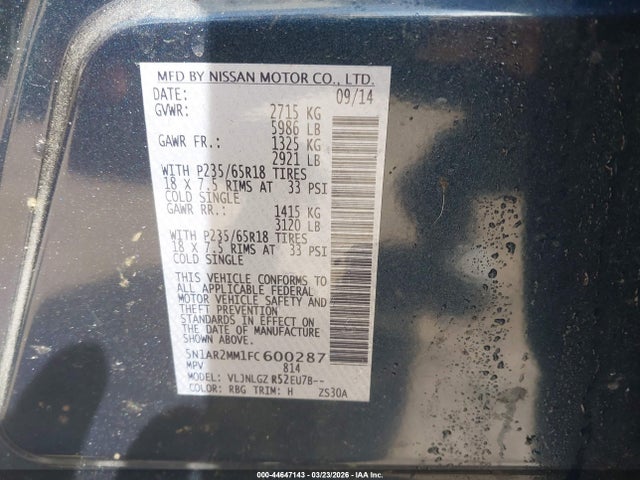 MFD BY NISSAN MOTOR CO., LTD.
DATE: 09/14
GVWR: 2715 KG
5986 LB
GAWR FR.: 1325 KG
2921 LB
WITH P235/65R18 TIRES
18 X 7.5 RIMS AT 33 PSI
COLD SINGLE
GAWR RR.: 1415 KG
3120 LB
WITH P235/65R18 TIRES
18 X 7.5 RIMS AT 33 PSI
COLD SINGLE
THIS VEHICLE CONFORMS TO
ALL APPLICABLE FEDERAL
MOTOR VEHICLE SAFETY AND
THEFT PREVENTION
STANDARDS IN EFFECT ON
THE DATE OF MANUFACTURE
SHOWN ABOVE.
5N1AR2MM1FC600287
MPV 814
MODEL: VLJNLGZ R52EU7B--
COLOR: RBG TRIM: H ZS30A
000-44647143 - 03/23/2026 - IAA Inc.